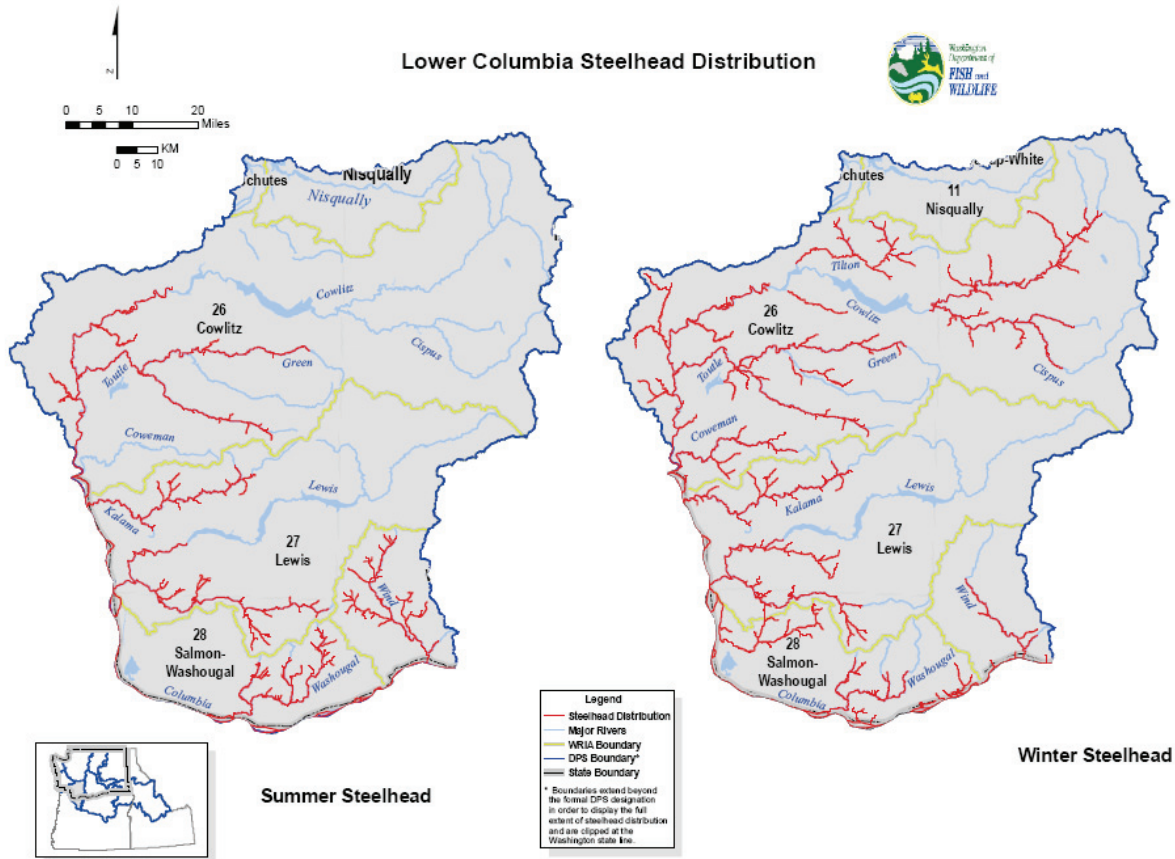 Lower Columbia Steelhead Distribution
Washington
Department of
FISH and
WILDLIFE
N
0 5 10 20
Miles
KM
0 5 10
chutes
Nisqually
Nisqually
Cowlitz
26
Cowlitz
Cispus
Green
Toutle
Coweman
Lewis
Kalama
27
Lewis
Wind
28
Salmon-
Washougal
Washougal
Columbia
Summer Steelhead
p-White
chutes
11
Nisqually
Tilton
26
Cowlitz
Cowlitz
Cispus
Green
Toutle
Coweman
Lewis
Kalama
27
Lewis
Wind
28
Salmon-
Washougal
Washougal
Columbia
Winter Steelhead
Legend
Steelhead Distribution
Major Rivers
WRIA Boundary
DPS Boundary*
State Boundary
* Boundaries extend beyond
the formal DPS designation
in order to display the full
extent of steelhead distribution
and are clipped at the
Washington state line.